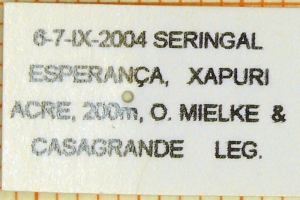 6-7-IX-2004 SERINGAL
ESPERANÇA, XAPURI
ACRE, 200m, O. MIELKE &
CASAGRANDE LEG.